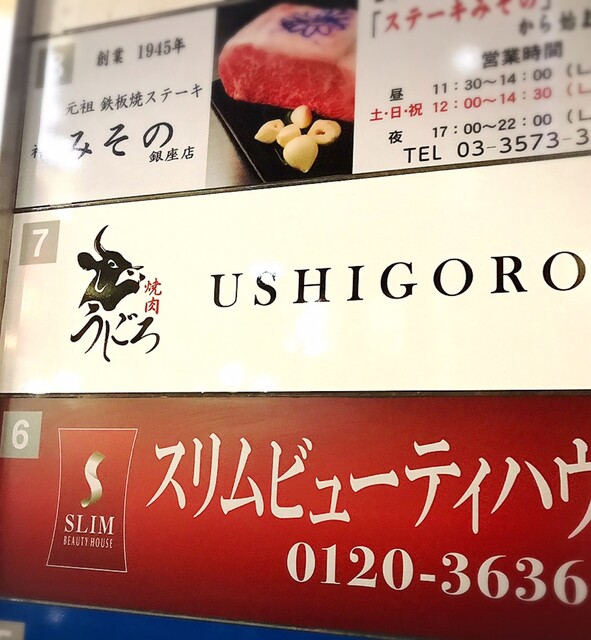 8
創業 1945年
元祖 鉄板焼ステーキ
みその
銀座店
「ステーキみその」
から始ま
営業時間
昼 11:30〜14:00 (L
土・日・祝 12:00〜14:30 (L
夜 17:00〜22:00 (L
TEL 03-3573-3
7
焼肉
うしごろ
USHIGORO
6
S
SLIM
BEAUTY HOUSE
スリムビューティハウ
0120-3636